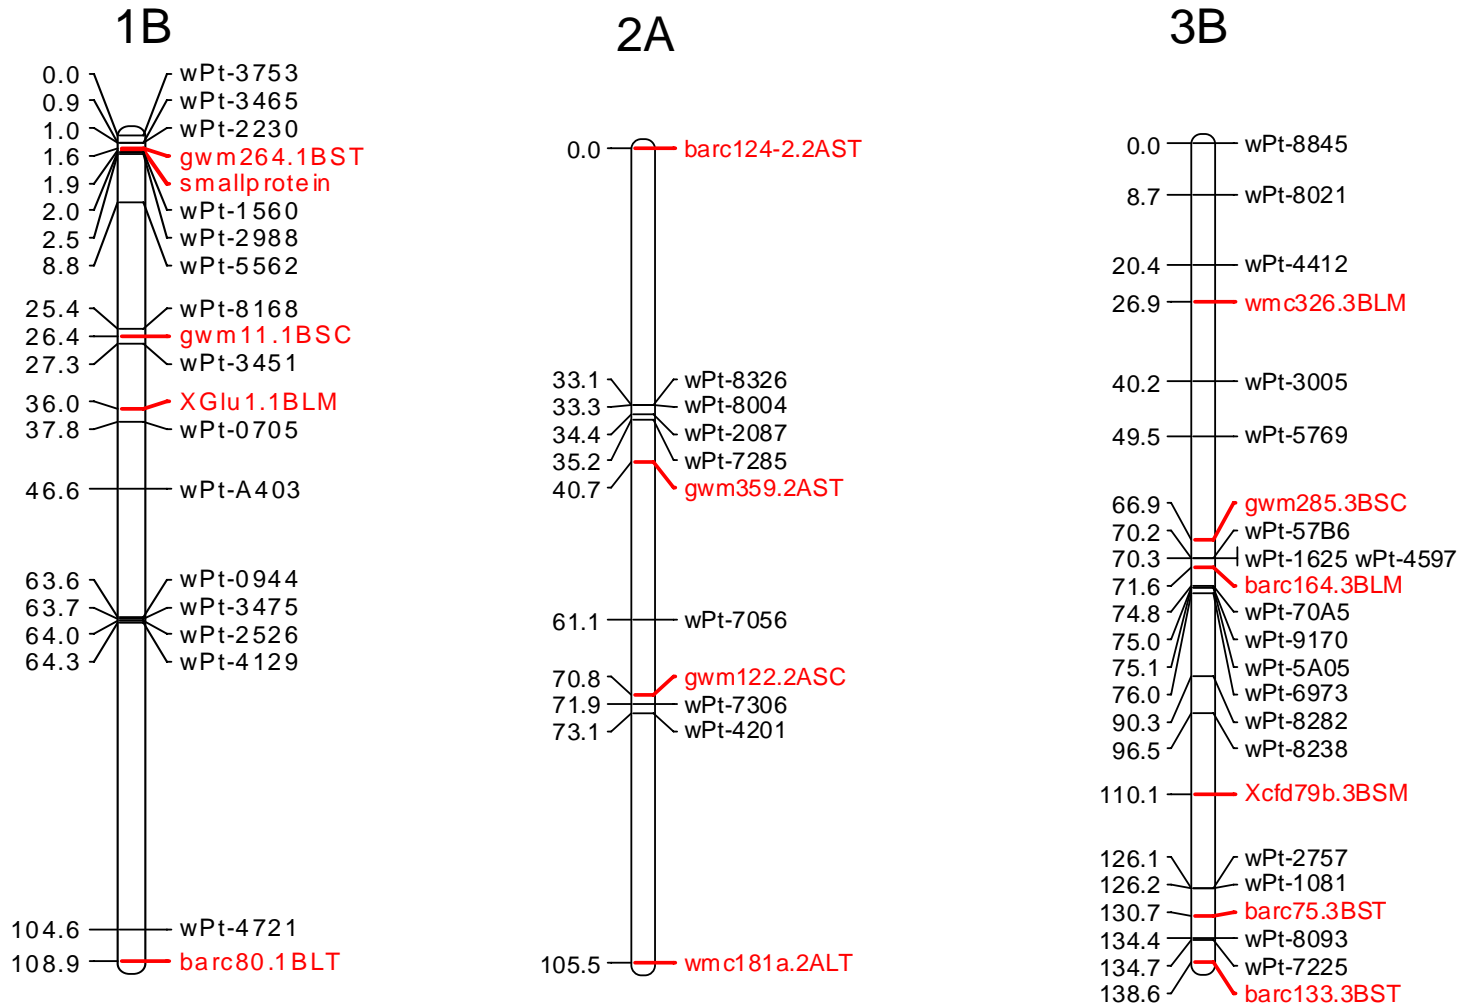 1B
0.0 wPt-3753
0.9 wPt-3465
1.0 wPt-2230
1.6 gwm264.1BST
1.9 smallprotein
2.0 wPt-1560
2.5 wPt-2988
8.8 wPt-5562
25.4 wPt-8168
26.4 gwm11.1BSC
27.3 wPt-3451
36.0 XGlu1.1BLM
37.8 wPt-0705
46.6 wPt-A403
63.6 wPt-0944
63.7 wPt-3475
64.0 wPt-2526
64.3 wPt-4129
104.6 wPt-4721
108.9 barc80.1BLT
2A
0.0 barc124-2.2AST
33.1 wPt-8326
33.3 wPt-8004
34.4 wPt-2087
35.2 wPt-7285
40.7 gwm359.2AST
61.1 wPt-7056
70.8 gwm122.2ASC
71.9 wPt-7306
73.1 wPt-4201
105.5 wmc181a.2ALT
3B
0.0 wPt-8845
8.7 wPt-8021
20.4 wPt-4412
26.9 wmc326.3BLM
40.2 wPt-3005
49.5 wPt-5769
66.9 gwm285.3BSC
70.2 wPt-57B6
70.3 wPt-1625 wPt-4597
71.6 barc164.3BLM
74.8 wPt-70A5
75.0 wPt-9170
75.1 wPt-5A05
76.0 wPt-6973
90.3 wPt-8282
96.5 wPt-8238
110.1 Xcfd79b.3BSM
126.1 wPt-2757
126.2 wPt-1081
130.7 barc75.3BST
134.4 wPt-8093
134.7 wPt-7225
138.6 barc133.3BST